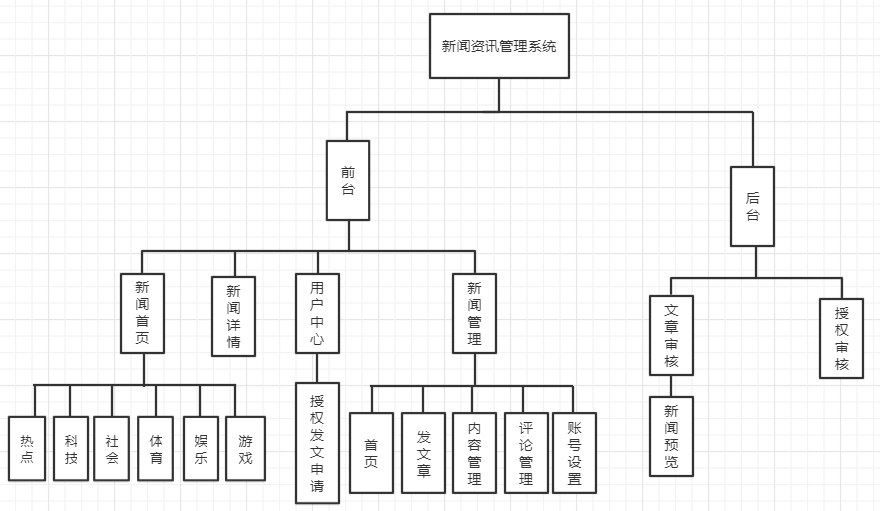 新闻资讯管理系统
前台
后台
新闻首页
新闻详情
用户中心
新闻管理
文章审核
授权审核
热点
科技
社会
体育
娱乐
游戏
授权发文申请
首页
发文章
内容管理
评论管理
账号设置
新闻预览